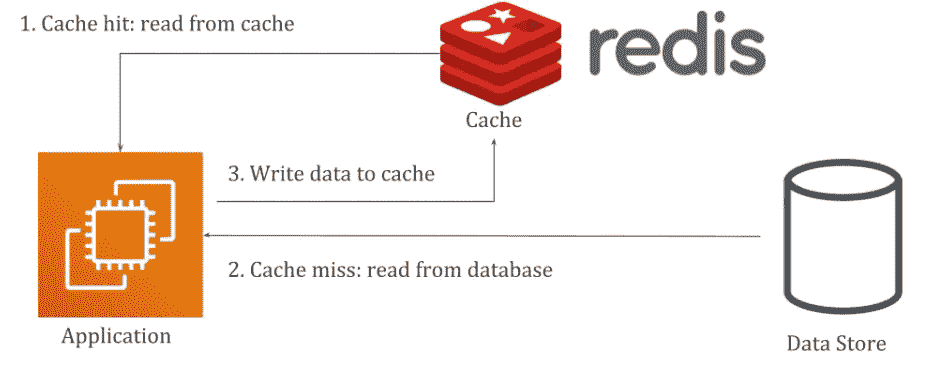 1. Cache hit: read from cache
redis
Cache
3. Write data to cache
2. Cache miss: read from database
Application
Data Store